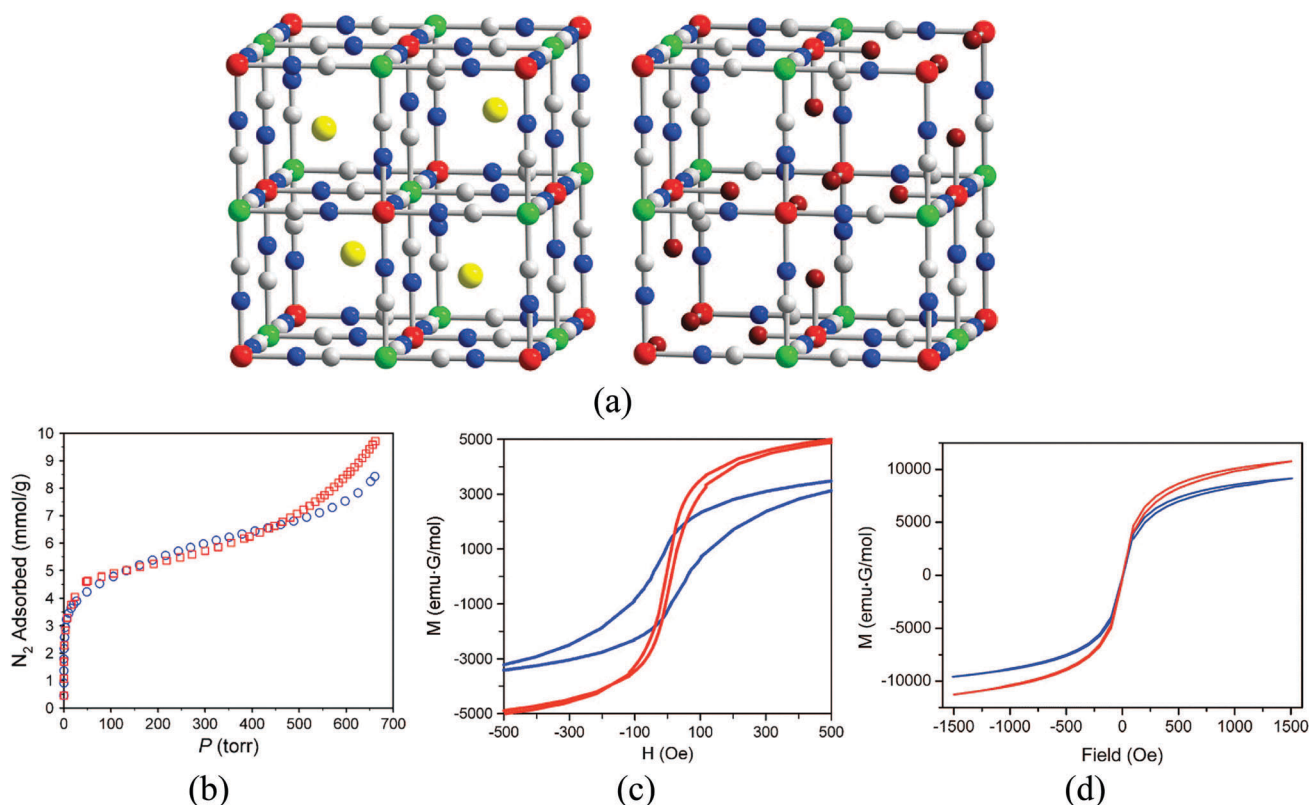 (a)
N₂ Adsorbed (mmol/g)
10
9
8
7
6
5
4
3
2
1
0
0 100 200 300 400 500 600 700
P (torr)
(b)
M (emu·G/mol)
5000
3000
1000
-1000
-3000
-5000
-500 -300 -100 100 300 500
H (Oe)
(c)
M (emu·G/mol)
10000
5000
0
-5000
-10000
-1500 -1000 -500 0 500 1000 1500
Field (Oe)
(d)